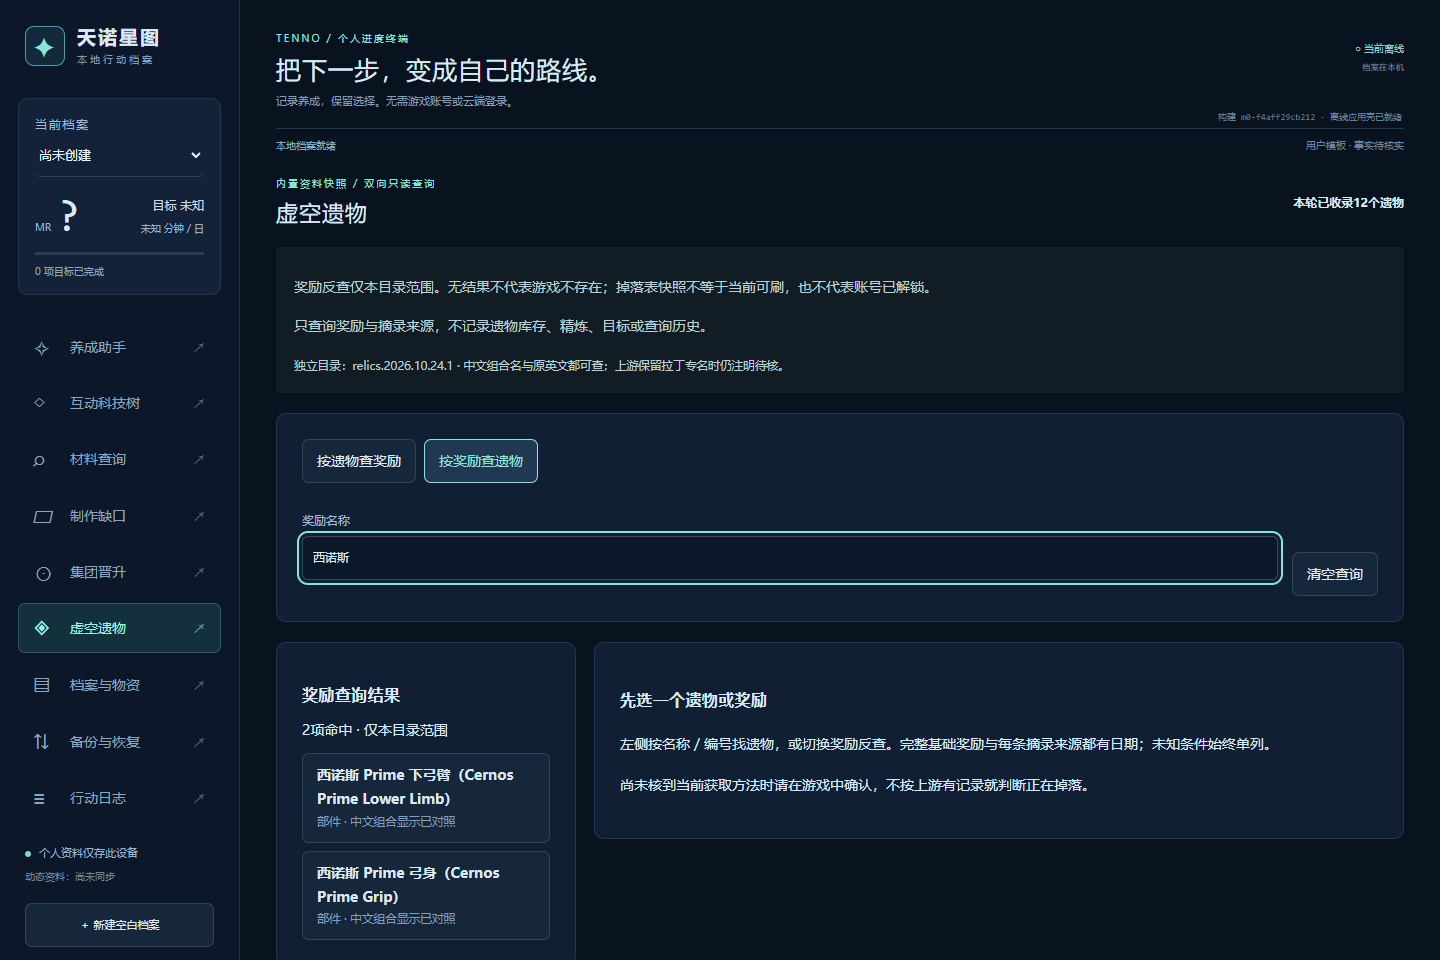 天诺星图
本地行动档案
当前档案
尚未创建
MR ?
目标 未知
未知 分钟 / 日
0 项目标已完成
养成助手
互动科技树
材料查询
制作缺口
集团晋升
虚空遗物
档案与物资
备份与恢复
行动日志
个人资料仅存此设备
动态资料：尚未同步
+ 新建空白档案
TENNO / 个人进度终端
把下一步，变成自己的路线。
记录养成，保留选择。无需游戏账号或云端登录。
当前离线
档案在本机
构建 m0-f4aff29cb212 · 离线应用壳已就绪
本地档案就绪
用户模板 · 事实待核实
内置资料快照 / 双向只读查询
虚空遗物
本轮已收录12个遗物
奖励反查仅本目录范围。无结果不代表游戏不存在；掉落表快照不等于当前可刷，也不代表账号已解锁。
只查询奖励与摘录来源，不记录遗物库存、精炼、目标或查询历史。
独立目录：relics.2026.10.24.1 · 中文组合名与原英文都可查；上游保留拉丁专名时仍注明待核。
按遗物查奖励
按奖励查遗物
奖励名称
西诺斯
清空查询
奖励查询结果
2项命中 · 仅本目录范围
西诺斯 Prime 下弓臂（Cernos
Prime Lower Limb）
部件 · 中文组合显示已对照
西诺斯 Prime 弓身（Cernos
Prime Grip）
部件 · 中文组合显示已对照
先选一个遗物或奖励
左侧按名称 / 编号找遗物，或切换奖励反查。完整基础奖励与每条摘录来源都有日期；未知条件始终单列。
尚未核到当前获取方法时请在游戏中确认，不按上游有记录就判断正在掉落。